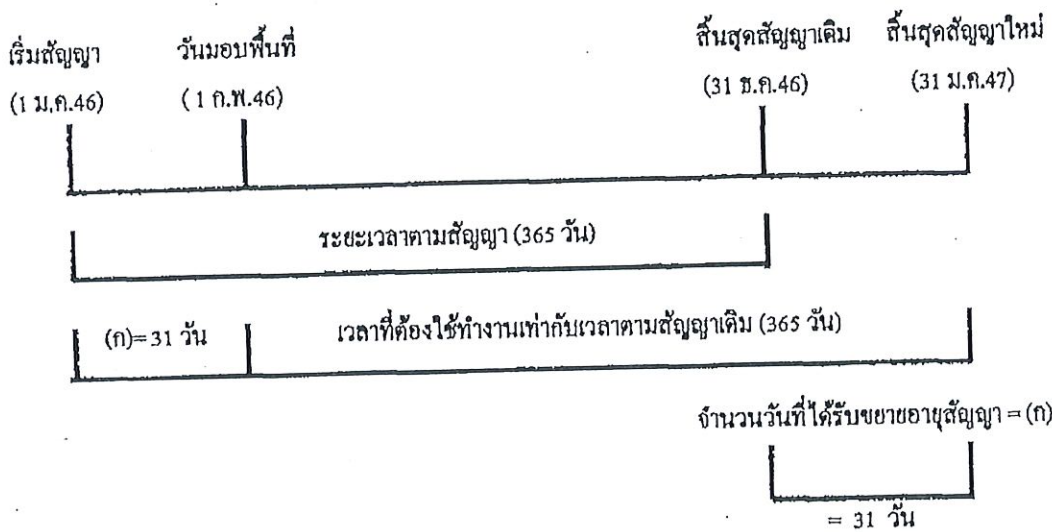 เริ่มสัญญา วันมอบพื้นที่ สิ้นสุดสัญญาเดิม สิ้นสุดสัญญาใหม่
(1 ม.ค.46) ( 1 ก.พ.46) (31 ธ.ค.46) (31 ม.ค.47)
ระยะเวลาตามสัญญา (365 วัน)
(ก)= 31 วัน เวลาที่ต้องใช้ทำงานเท่ากับเวลาตามสัญญาเดิม (365 วัน)
จำนวนวันที่ได้รับขยายอายุสัญญา = (ก)
= 31 วัน